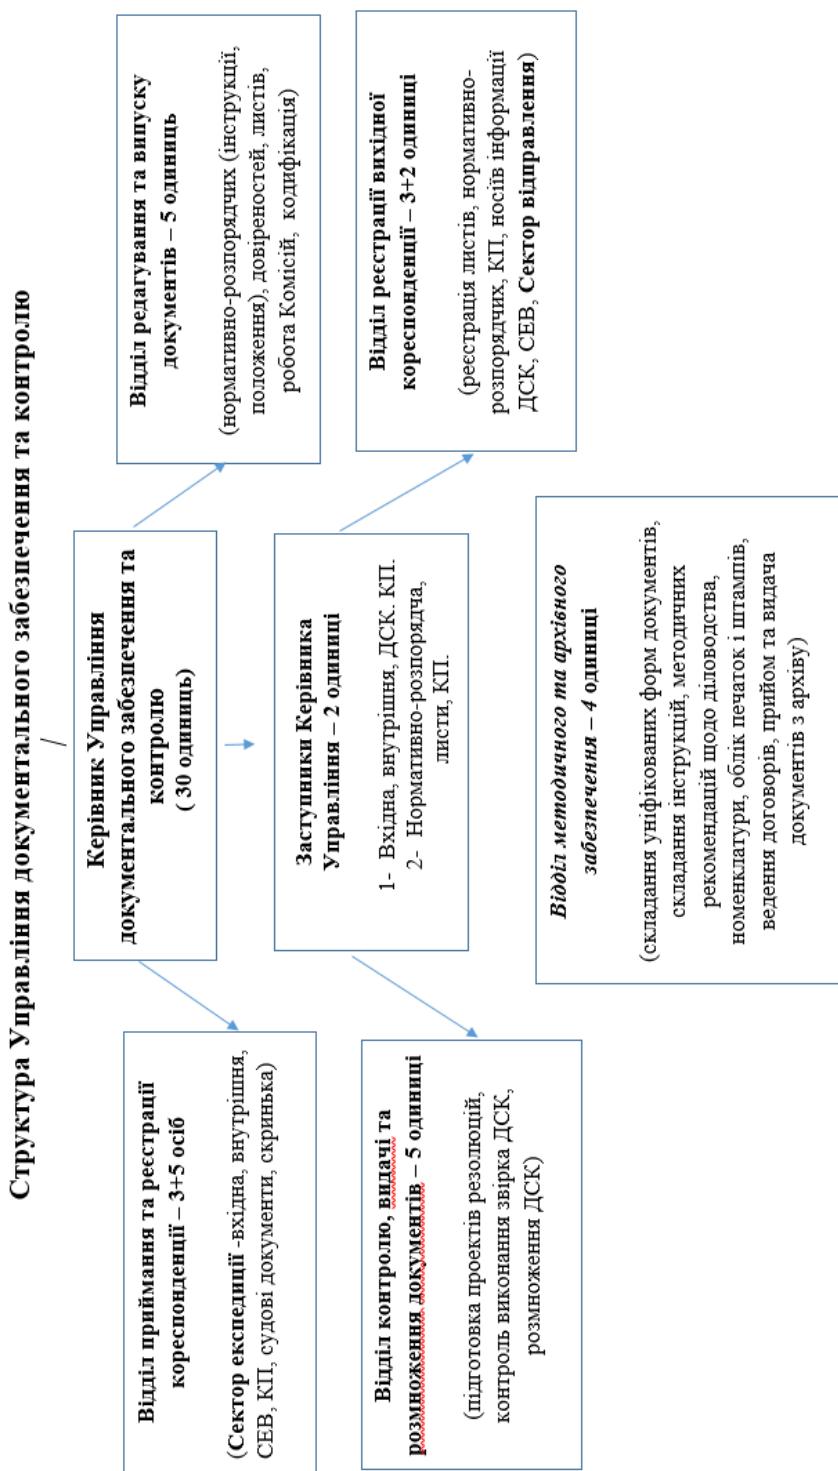 Структура Управління документального забезпечення та контролю
Керівник Управління
документального забезпечення та
контролю
( 30 одиниць)
Відділ приймання та реєстрації
кореспонденції – 3+5 осіб
(Сектор експедиції -вхідна, внутрішня,
СЕВ, КП, судові документи, скринька)
Відділ редагування та випуску
документів – 5 одиниць
(нормативно-розпорядчих (інструкції,
положення), довіреностей, листів,
робота Комісій, кодифікація)
Заступники Керівника
Управління – 2 одиниці
1- Вхідна, внутрішня, ДСК. КП.
2- Нормативно-розпорядча,
листи, КП.
Відділ контролю, видачі та
розмноження документів – 5 одиниці
(підготовка проектів резолюцій,
контроль виконання звірка ДСК,
розмноження ДСК)
Відділ реєстрації вихідної
кореспонденції – 3+2 одиниці
(реєстрація листів, нормативно-
розпорядчих, КП, носіїв інформації
ДСК, СЕВ, Сектор відправлення)
Відділ методичного та архівного
забезпечення – 4 одиниці
(складання уніфікованих форм документів,
складання інструкцій, методичних
рекомендацій щодо діловодства,
номенклатури, облік печаток і штампів,
ведення договорів, прийом та видача
документів з архіву)